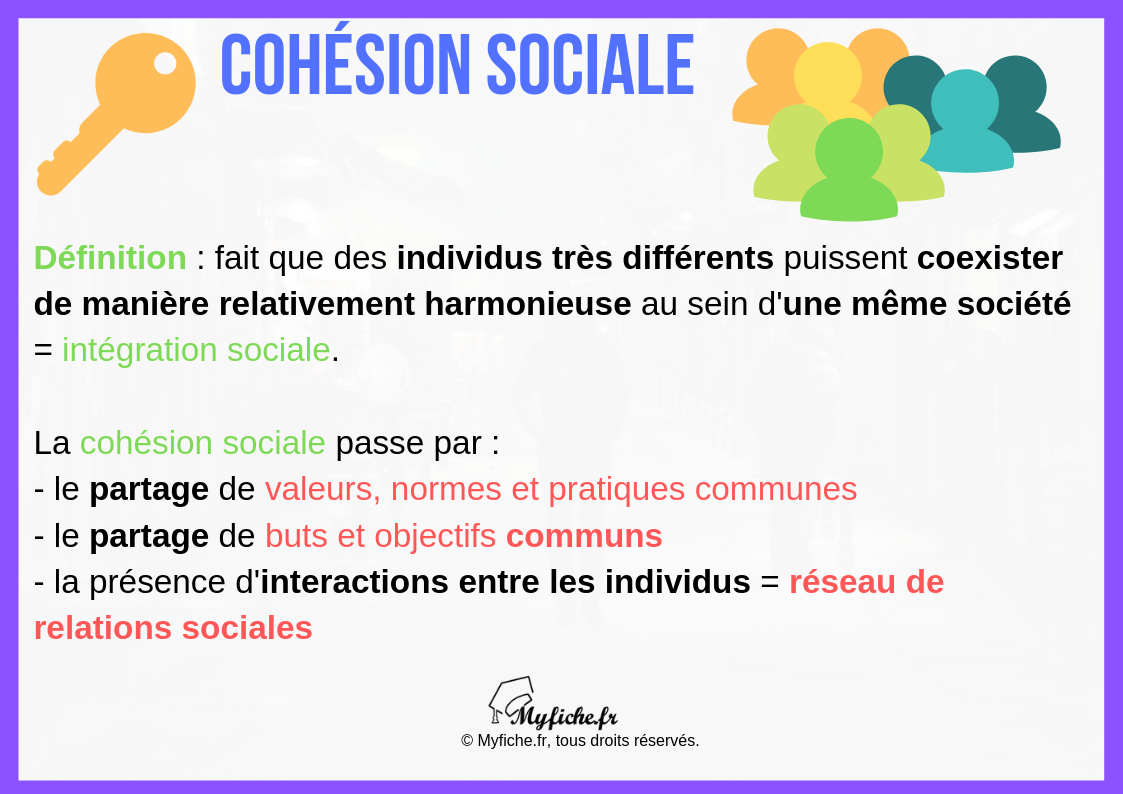 COHÉSION SOCIALE
Définition : fait que des individus très différents puissent coexister
de manière relativement harmonieuse au sein d'une même société
= intégration sociale.
La cohésion sociale passe par :
- le partage de valeurs, normes et pratiques communes
- le partage de buts et objectifs communs
- la présence d'interactions entre les individus = réseau de
relations sociales
Myfiche.fr
© Myfiche.fr, tous droits réservés.